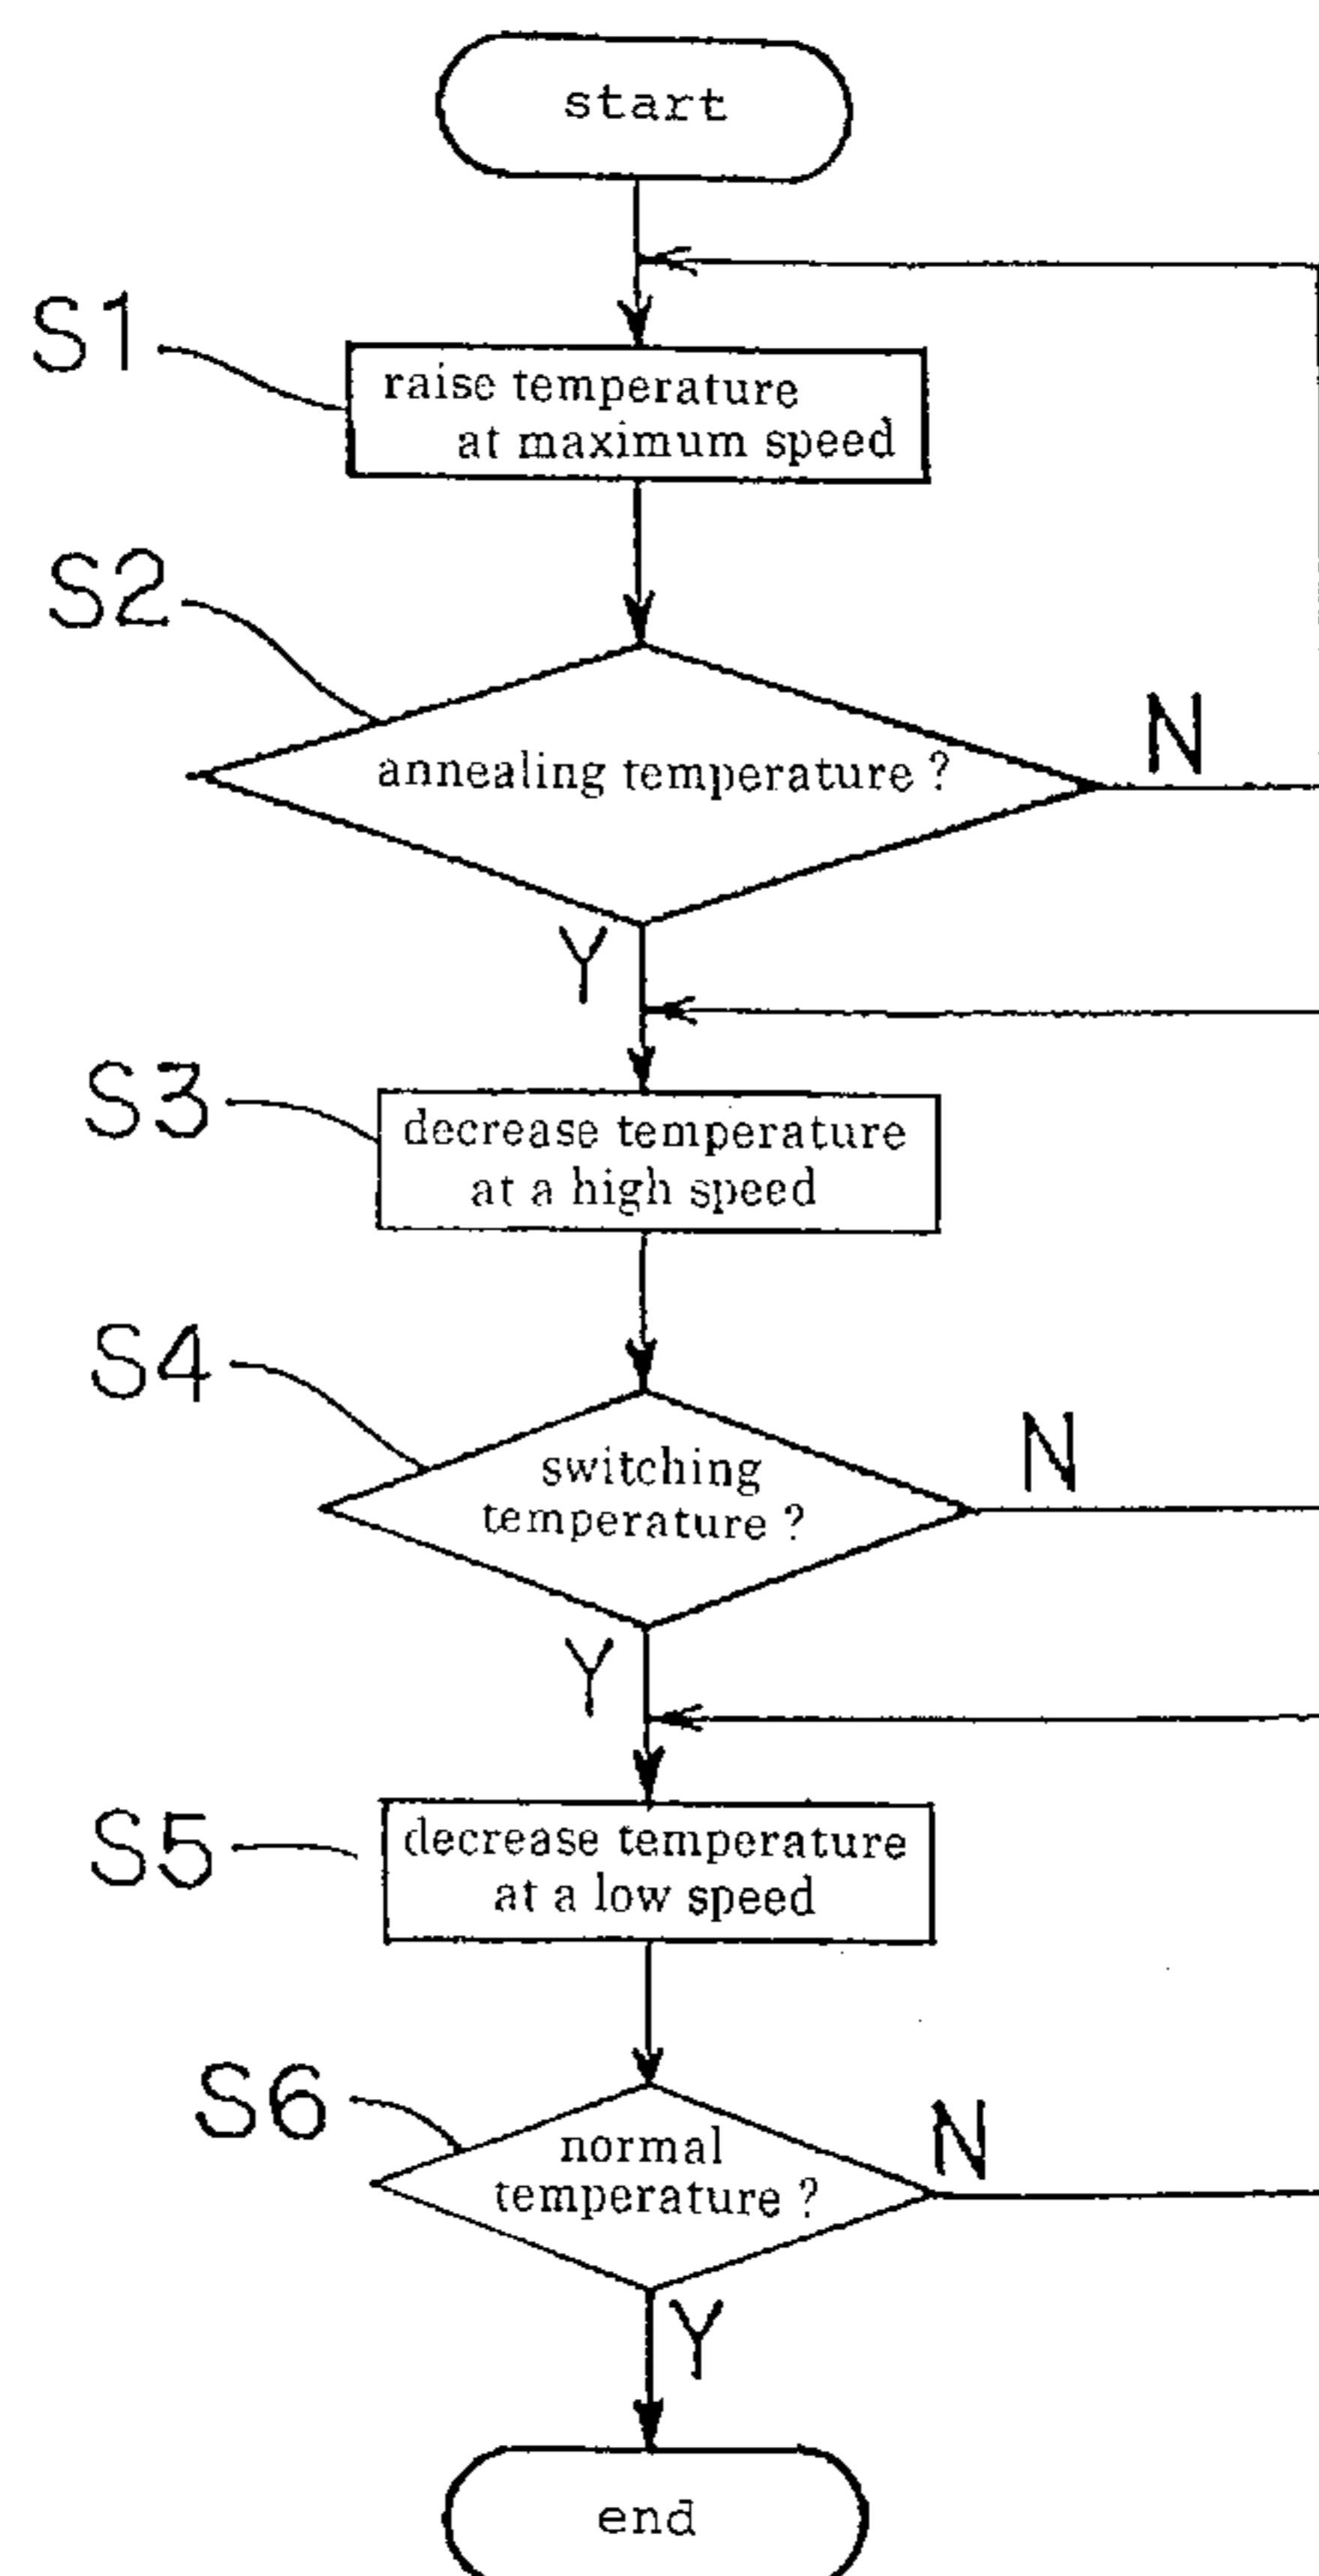 start
S1
raise temperature
at maximum speed
S2
annealing temperature ?
N
Y
S3
decrease temperature
at a high speed
S4
switching
temperature ?
N
Y
S5
decrease temperature
at a low speed
S6
normal
temperature ?
N
Y
end